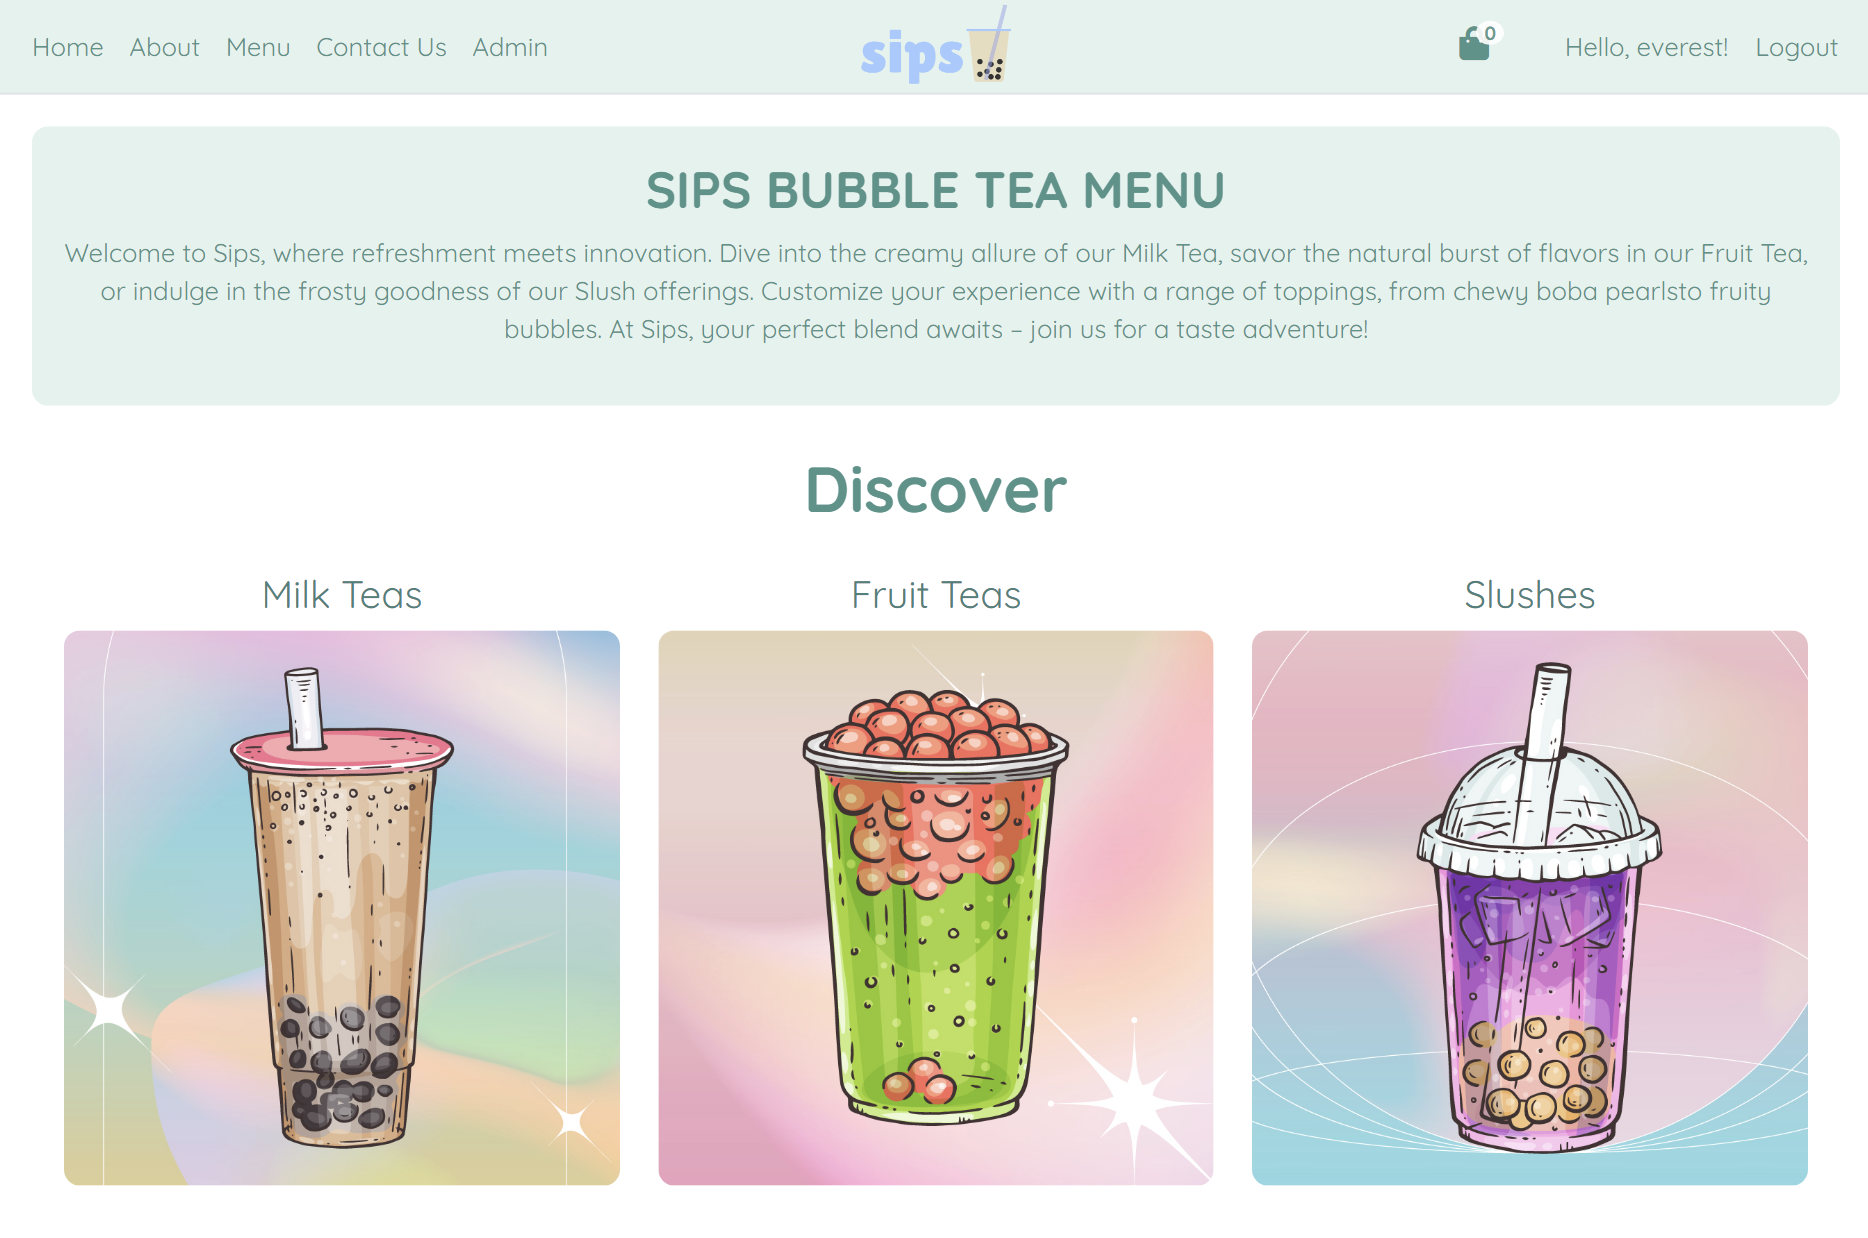 Home About Menu Contact Us Admin
sips
0
Hello, everest! Logout
SIPS BUBBLE TEA MENU
Welcome to Sips, where refreshment meets innovation. Dive into the creamy allure of our Milk Tea, savor the natural burst of flavors in our Fruit Tea,
or indulge in the frosty goodness of our Slush offerings. Customize your experience with a range of toppings, from chewy boba pearlsto fruity
bubbles. At Sips, your perfect blend awaits – join us for a taste adventure!
Discover
Milk Teas
Fruit Teas
Slushes